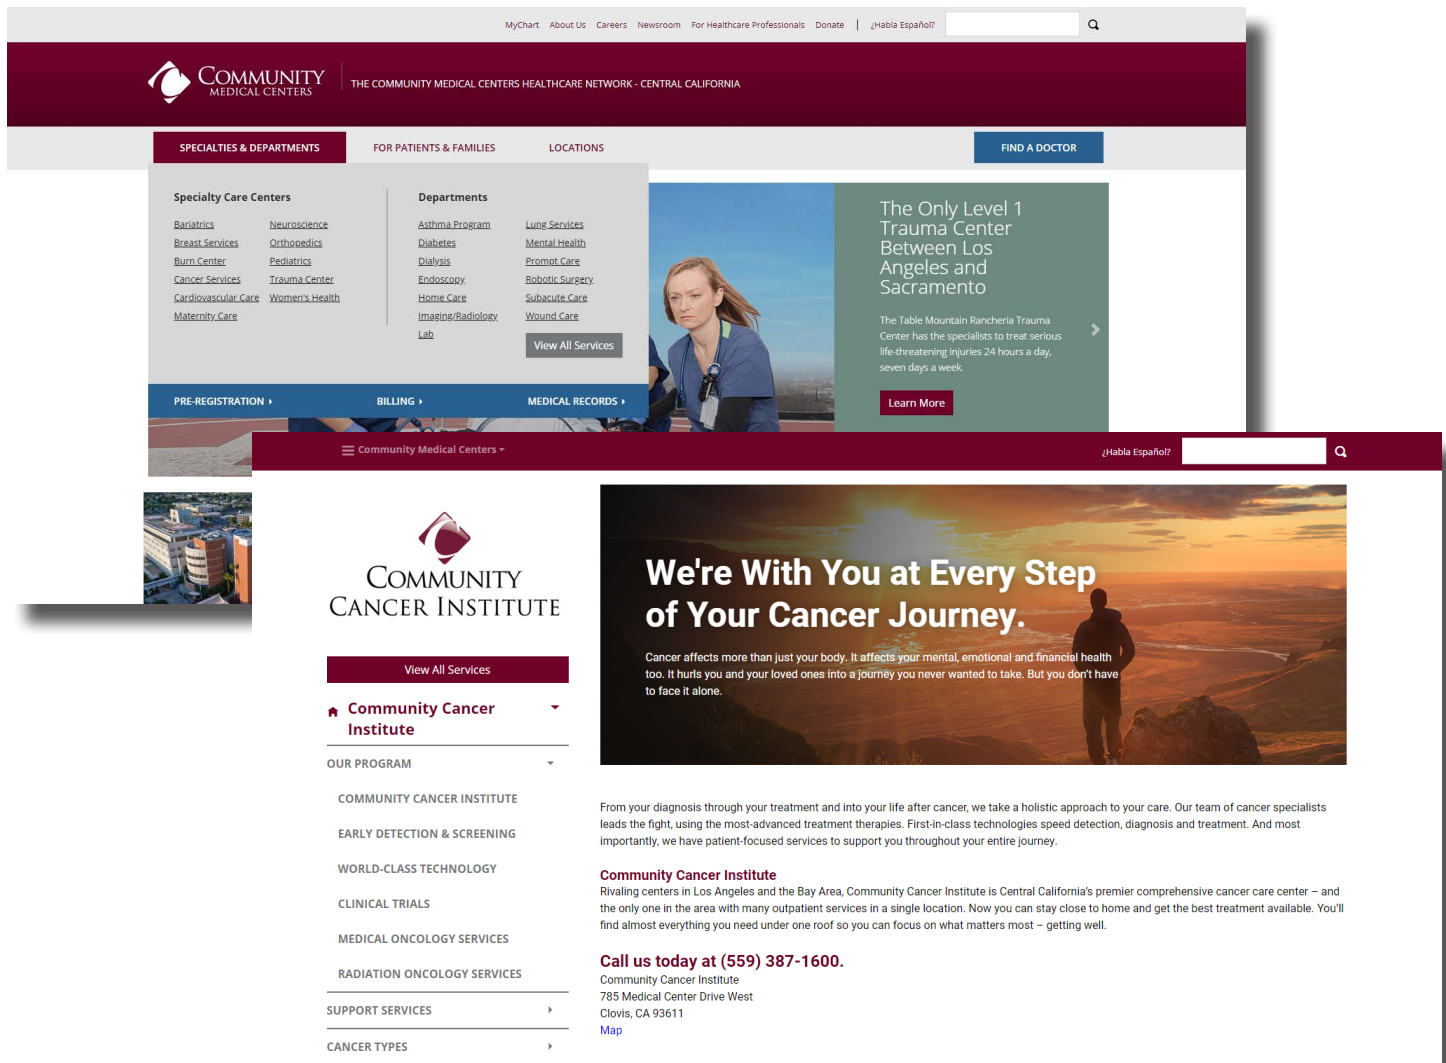 MyChart About Us Careers Newsroom For Healthcare Professionals Donate | ¿Habla Español?
COMMUNITY
MEDICAL CENTERS
THE COMMUNITY MEDICAL CENTERS HEALTHCARE NETWORK - CENTRAL CALIFORNIA
SPECIALTIES & DEPARTMENTS FOR PATIENTS & FAMILIES LOCATIONS FIND A DOCTOR
Specialty Care Centers
Bariatrics
Breast Services
Burn Center
Cancer Services
Cardiovascular Care
Maternity Care
Neuroscience
Orthopedics
Pediatrics
Trauma Center
Women's Health
Departments
Asthma Program
Diabetes
Dialysis
Endoscopy
Home Care
Imaging/Radiology
Lab
Lung Services
Mental Health
Prompt Care
Robotic Surgery
Subacute Care
Wound Care
View All Services
PRE-REGISTRATION BILLING MEDICAL RECORDS
The Only Level 1
Trauma Center
Between Los
Angeles and
Sacramento
The Table Mountain Rancheria Trauma
Center has the specialists to treat serious
life-threatening injuries 24 hours a day,
seven days a week.
Learn More
Community Medical Centers ¿Habla Español?
COMMUNITY
CANCER INSTITUTE
View All Services
Community Cancer
Institute
OUR PROGRAM
COMMUNITY CANCER INSTITUTE
EARLY DETECTION & SCREENING
WORLD-CLASS TECHNOLOGY
CLINICAL TRIALS
MEDICAL ONCOLOGY SERVICES
RADIATION ONCOLOGY SERVICES
SUPPORT SERVICES
CANCER TYPES
We're With You at Every Step
of Your Cancer Journey.
Cancer affects more than just your body. It affects your mental, emotional and financial health
too. It hurls you and your loved ones into a journey you never wanted to take. But you don't have
to face it alone.
From your diagnosis through your treatment and into your life after cancer, we take a holistic approach to your care. Our team of cancer specialists
leads the fight, using the most-advanced treatment therapies. First-in-class technologies speed detection, diagnosis and treatment. And most
importantly, we have patient-focused services to support you throughout your entire journey.
Community Cancer Institute
Rivaling centers in Los Angeles and the Bay Area, Community Cancer Institute is Central California's premier comprehensive cancer care center – and
the only one in the area with many outpatient services in a single location. Now you can stay close to home and get the best treatment available. You'll
find almost everything you need under one roof so you can focus on what matters most – getting well.
Call us today at (559) 387-1600.
Community Cancer Institute
785 Medical Center Drive West
Clovis, CA 93611
Map